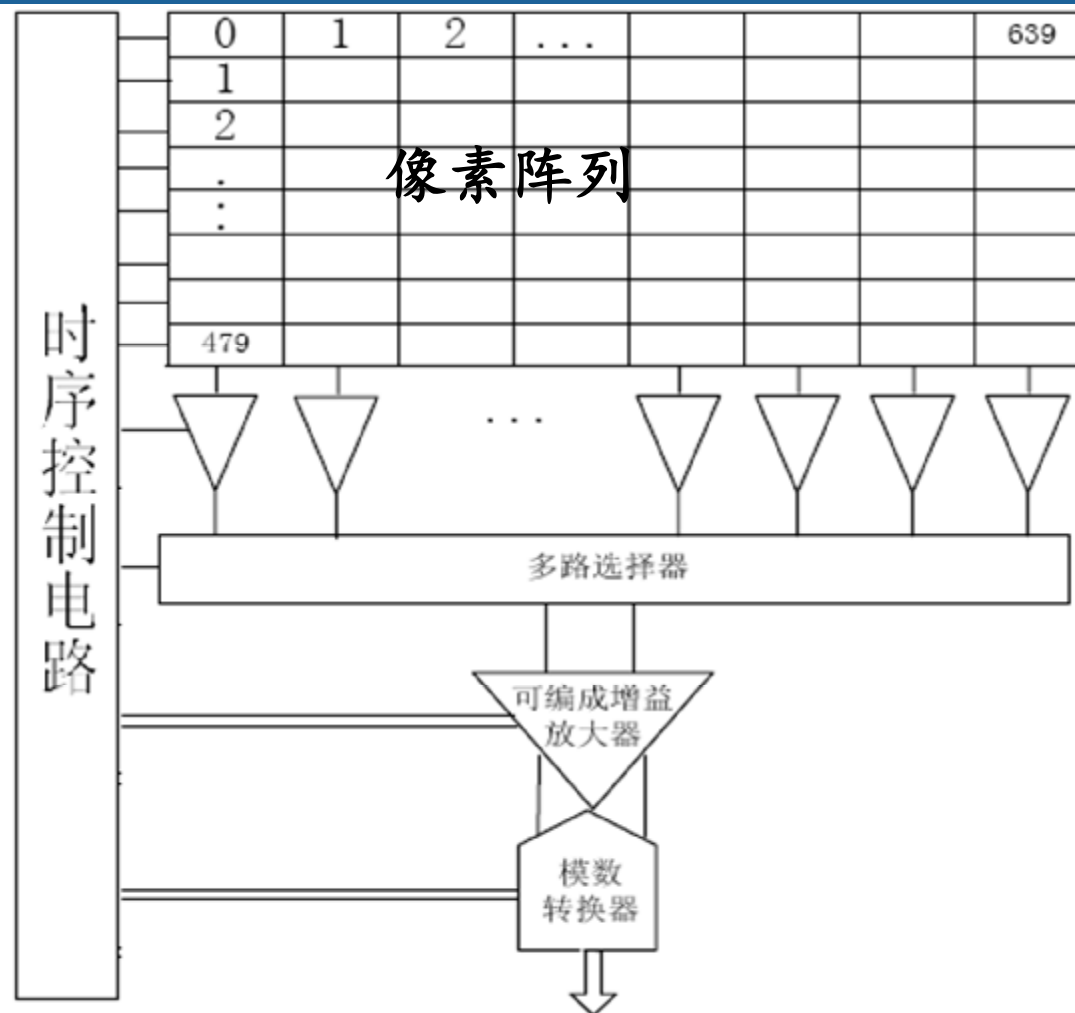 0 1 2 ... 639
1
2
像素阵列
479
时序控制电路
...
多路选择器
可编成增益
放大器
模数
转换器